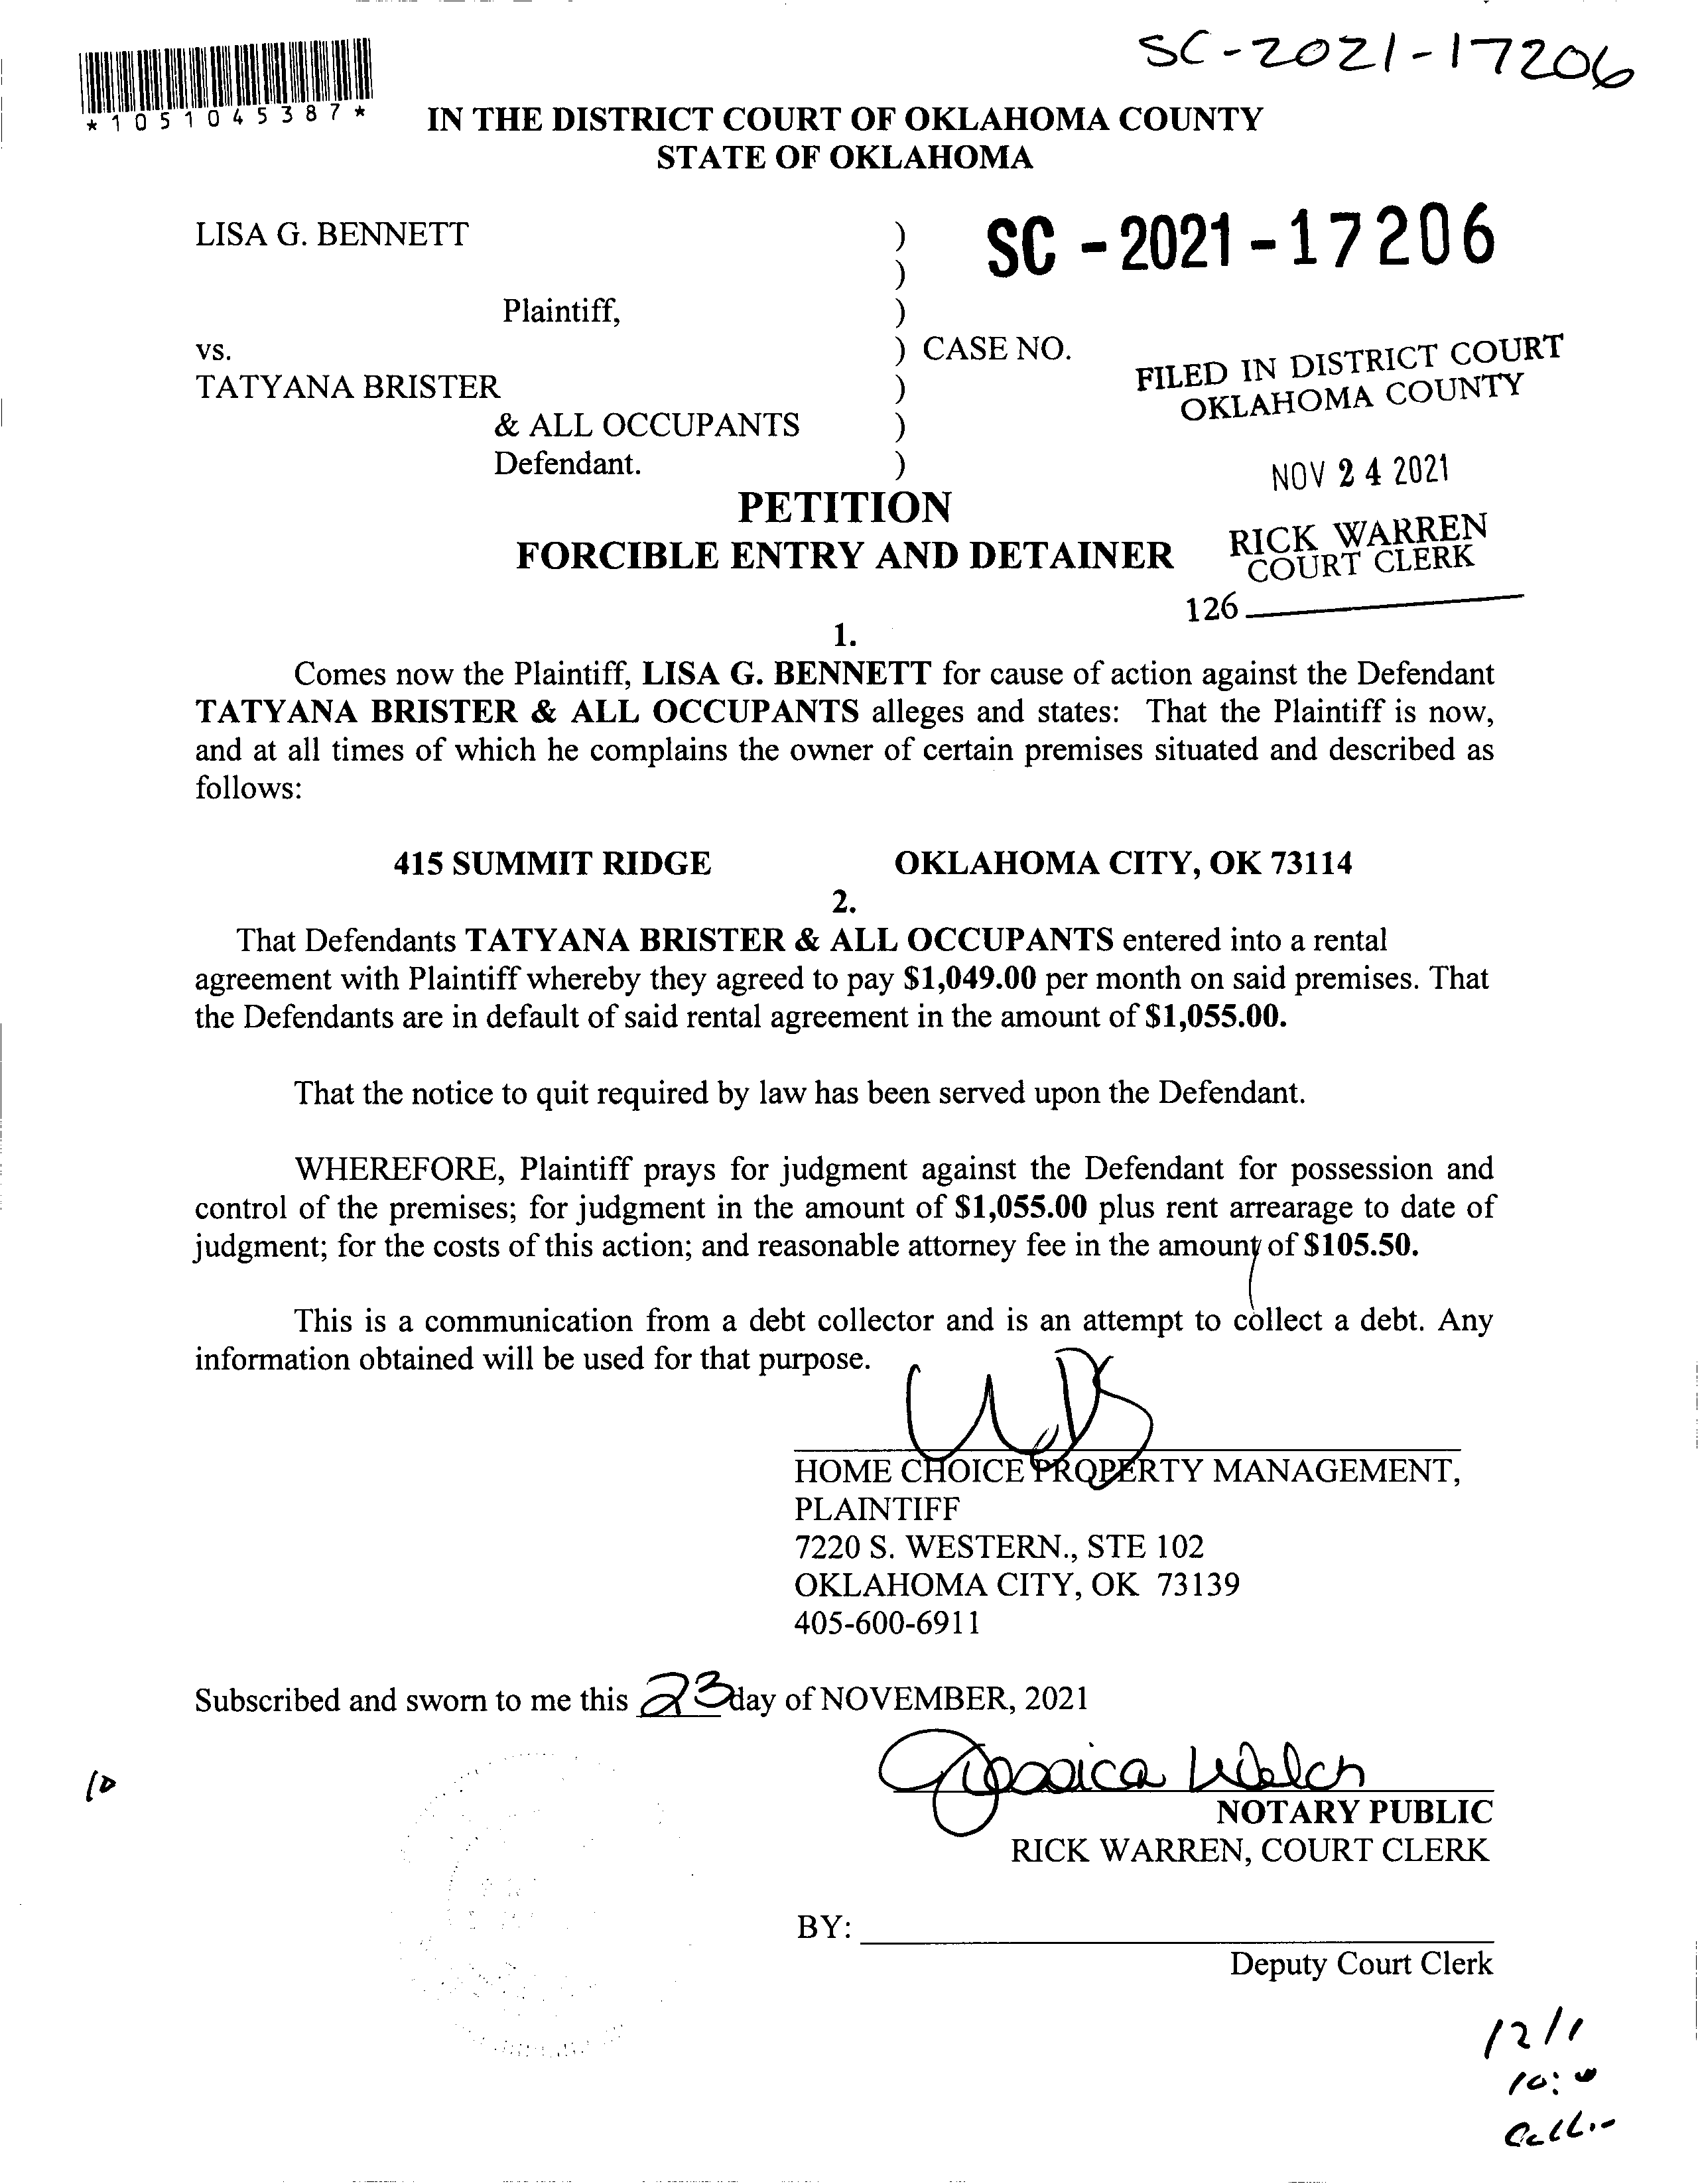 SC-2021-17206
*1051045387*
IN THE DISTRICT COURT OF OKLAHOMA COUNTY
STATE OF OKLAHOMA
LISA G. BENNETT )
) SC - 2021 - 17206
Plaintiff, )
vs. ) CASE NO.
TATYANA BRISTER )
& ALL OCCUPANTS )
Defendant. )
FILED IN DISTRICT COURT
OKLAHOMA COUNTY
NOV 24 2021
RICK WARREN
COURT CLERK
126
PETITION
FORCIBLE ENTRY AND DETAINER
1.
Comes now the Plaintiff, LISA G. BENNETT for cause of action against the Defendant
TATYANA BRISTER & ALL OCCUPANTS alleges and states: That the Plaintiff is now,
and at all times of which he complains the owner of certain premises situated and described as
follows:
415 SUMMIT RIDGE OKLAHOMA CITY, OK 73114
2.
That Defendants TATYANA BRISTER & ALL OCCUPANTS entered into a rental
agreement with Plaintiff whereby they agreed to pay $1,049.00 per month on said premises. That
the Defendants are in default of said rental agreement in the amount of $1,055.00.
That the notice to quit required by law has been served upon the Defendant.
WHEREFORE, Plaintiff prays for judgment against the Defendant for possession and
control of the premises; for judgment in the amount of $1,055.00 plus rent arrearage to date of
judgment; for the costs of this action; and reasonable attorney fee in the amount of $105.50.
This is a communication from a debt collector and is an attempt to collect a debt. Any
information obtained will be used for that purpose.
HOME CHOICE PROPERTY MANAGEMENT,
PLAINTIFF
7220 S. WESTERN., STE 102
OKLAHOMA CITY, OK 73139
405-600-6911
Subscribed and sworn to me this 23 day of NOVEMBER, 2021
Jessica Welch
NOTARY PUBLIC
RICK WARREN, COURT CLERK
BY:
Deputy Court Clerk
12/1